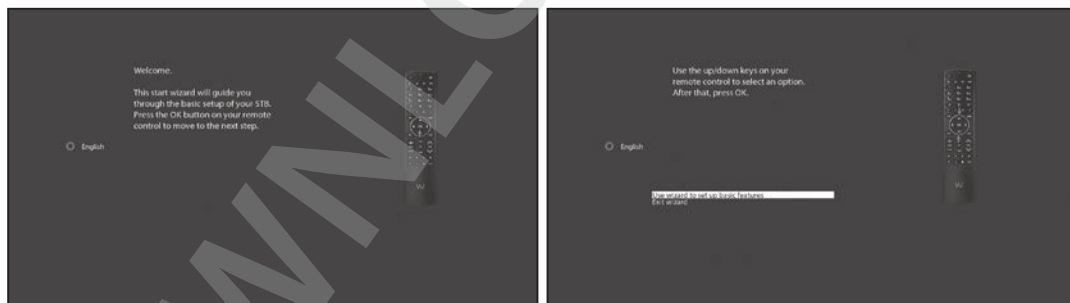 Welcome.
This start wizard will guide you
through the basic setup of your STB.
Press the OK button on your remote
control to move to the next step.
English
Use the up/down keys on your
remote control to select an option.
After that, press OK.
English
Use wizard to set up basic features
Exit wizard